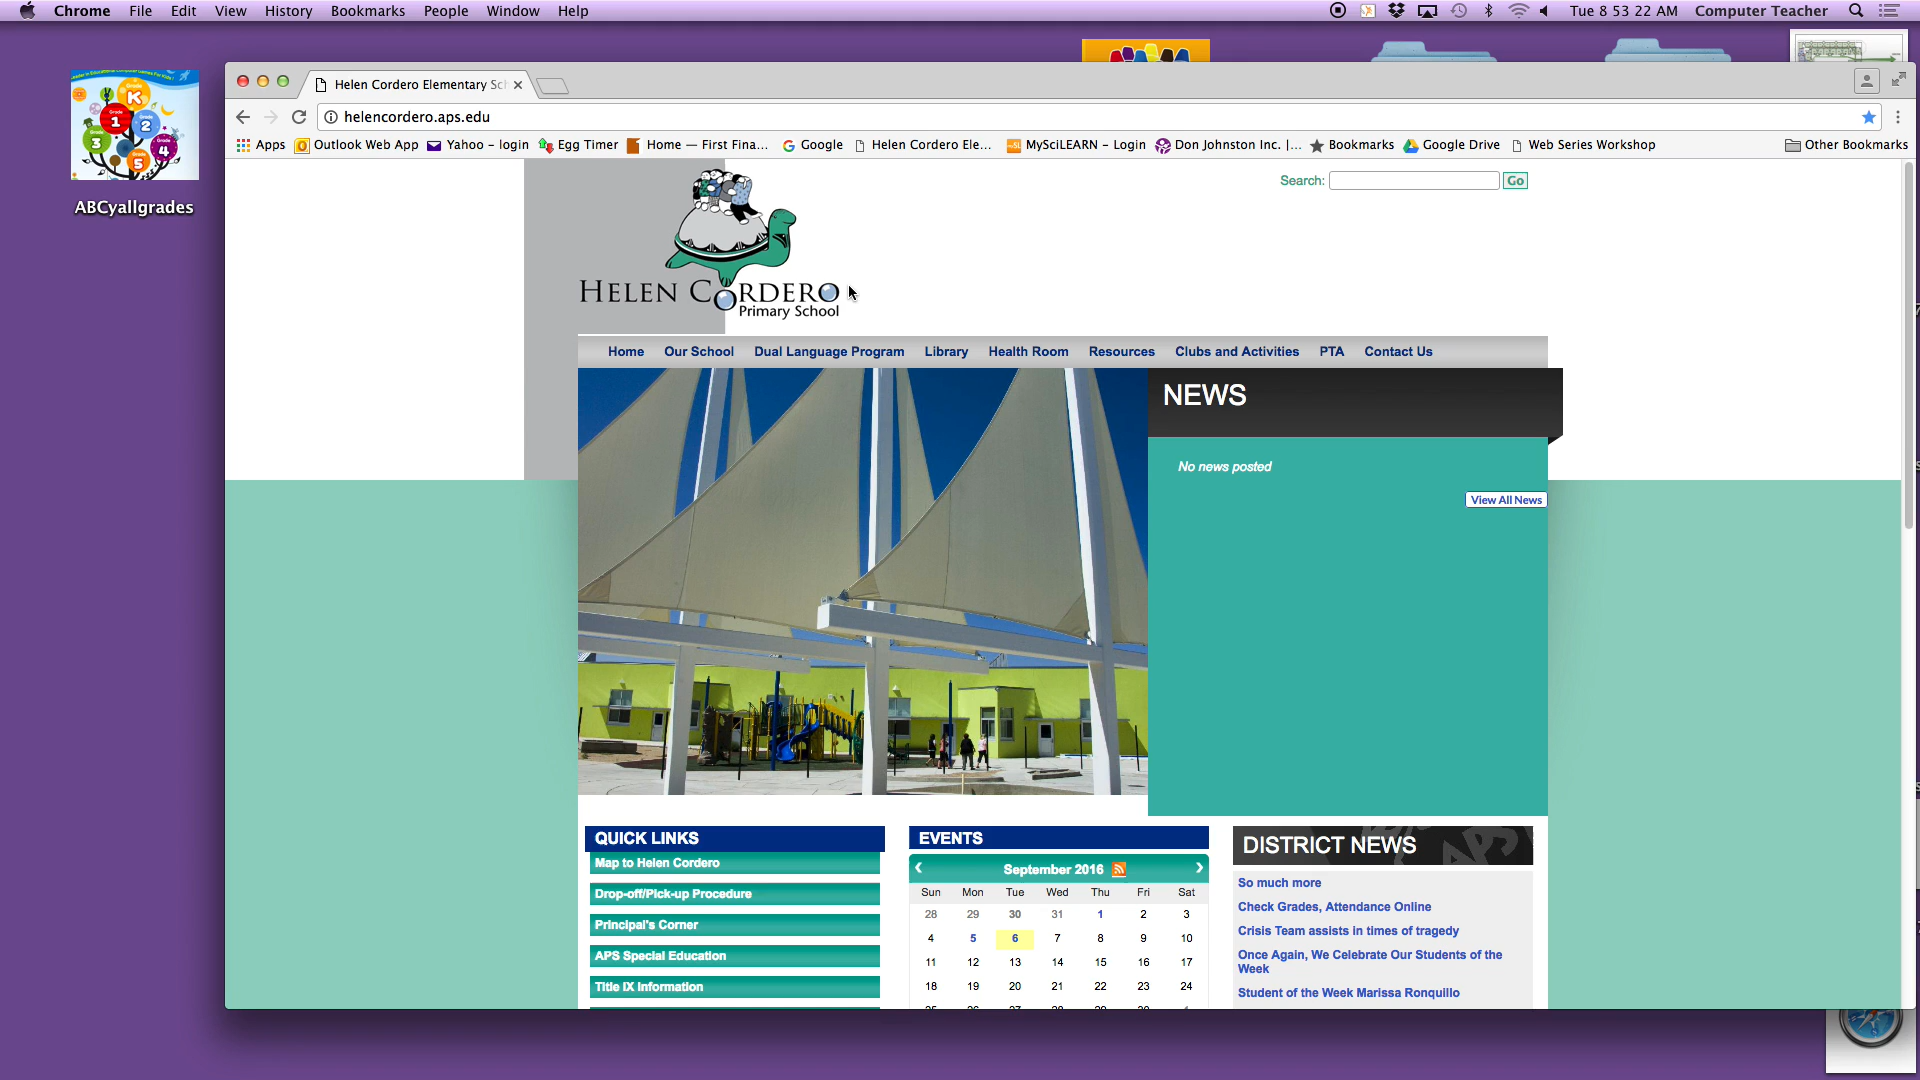 Chrome File Edit View History Bookmarks People Window Help Tue 8 53 22 AM Computer Teacher
Helen Cordero Elementary Sch
helencordero.aps.edu
Apps Outlook Web App Yahoo - login Egg Timer Home — First Fina... Google Helen Cordero Ele... MySciLEARN - Login Don Johnston Inc. |... Bookmarks Google Drive Web Series Workshop Other Bookmarks
K
1
2
3
4
5
ABCyallgrades
Search: Go
HELEN CORDERO
Primary School
Home Our School Dual Language Program Library Health Room Resources Clubs and Activities PTA Contact Us
NEWS
No news posted
View All News
QUICK LINKS
Map to Helen Cordero
Drop-off/Pick-up Procedure
Principal's Corner
APS Special Education
Title IX Information
EVENTS
September 2016
Sun Mon Tue Wed Thu Fri Sat
28 29 30 31 1 2 3
4 5 6 7 8 9 10
11 12 13 14 15 16 17
18 19 20 21 22 23 24
DISTRICT NEWS
So much more
Check Grades, Attendance Online
Crisis Team assists in times of tragedy
Once Again, We Celebrate Our Students of the
Week
Student of the Week Marissa Ronquillo